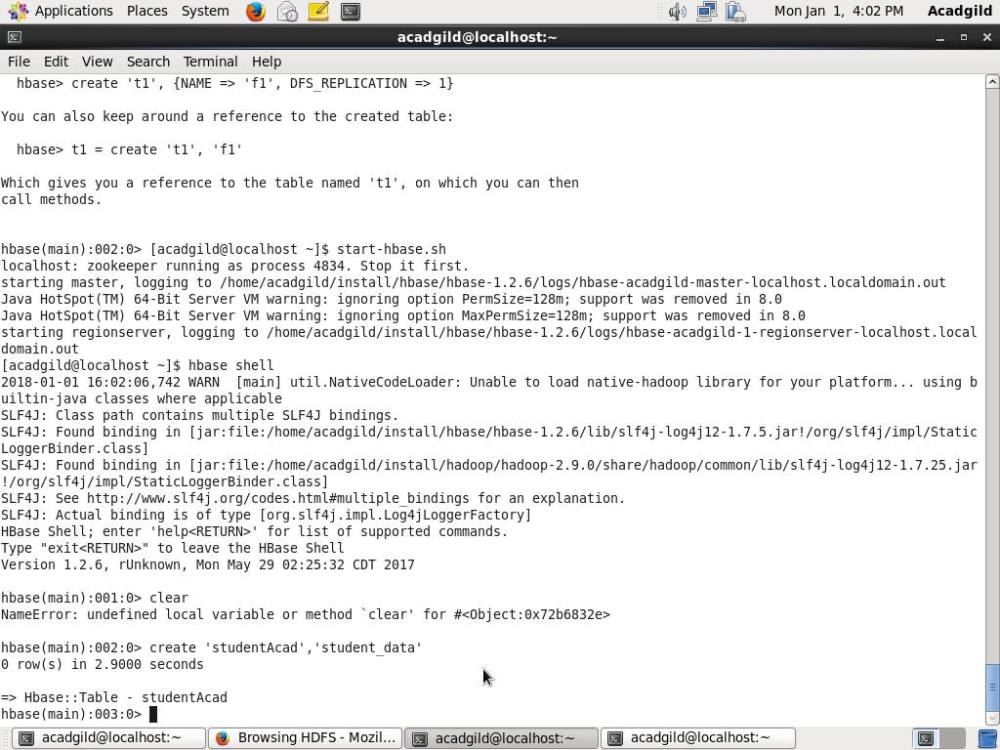 Applications Places System Mon Jan 1, 4:02 PM Acadgild
acadgild@localhost:~
File Edit View Search Terminal Help
  hbase> create 't1', {NAME => 'f1', DFS_REPLICATION => 1}
You can also keep around a reference to the created table:
  hbase> t1 = create 't1', 'f1'
Which gives you a reference to the table named 't1', on which you can then
call methods.
hbase(main):002:0> [acadgild@localhost ~]$ start-hbase.sh
localhost: zookeeper running as process 4834. Stop it first.
starting master, logging to /home/acadgild/install/hbase/hbase-1.2.6/logs/hbase-acadgild-master-localhost.localdomain.out
Java HotSpot(TM) 64-Bit Server VM warning: ignoring option PermSize=128m; support was removed in 8.0
Java HotSpot(TM) 64-Bit Server VM warning: ignoring option MaxPermSize=128m; support was removed in 8.0
starting regionserver, logging to /home/acadgild/install/hbase/hbase-1.2.6/logs/hbase-acadgild-1-regionserver-localhost.local
domain.out
[acadgild@localhost ~]$ hbase shell
2018-01-01 16:02:06,742 WARN  [main] util.NativeCodeLoader: Unable to load native-hadoop library for your platform... using b
uiltin-java classes where applicable
SLF4J: Class path contains multiple SLF4J bindings.
SLF4J: Found binding in [jar:file:/home/acadgild/install/hbase/hbase-1.2.6/lib/slf4j-log4j12-1.7.5.jar!/org/slf4j/impl/Static
LoggerBinder.class]
SLF4J: Found binding in [jar:file:/home/acadgild/install/hadoop/hadoop-2.9.0/share/hadoop/common/lib/slf4j-log4j12-1.7.25.jar
!/org/slf4j/impl/StaticLoggerBinder.class]
SLF4J: See http://www.slf4j.org/codes.html#multiple_bindings for an explanation.
SLF4J: Actual binding is of type [org.slf4j.impl.Log4jLoggerFactory]
HBase Shell; enter 'help<RETURN>' for list of supported commands.
Type "exit<RETURN>" to leave the HBase Shell
Version 1.2.6, rUnknown, Mon May 29 02:25:32 CDT 2017
hbase(main):001:0> clear
NameError: undefined local variable or method `clear' for #<Object:0x72b6832e>
hbase(main):002:0> create 'studentAcad','student_data'
0 row(s) in 2.9000 seconds
=> Hbase::Table - studentAcad
hbase(main):003:0>
acadgild@localhost:~ Browsing HDFS - Mozil... acadgild@localhost:~ acadgild@localhost:~